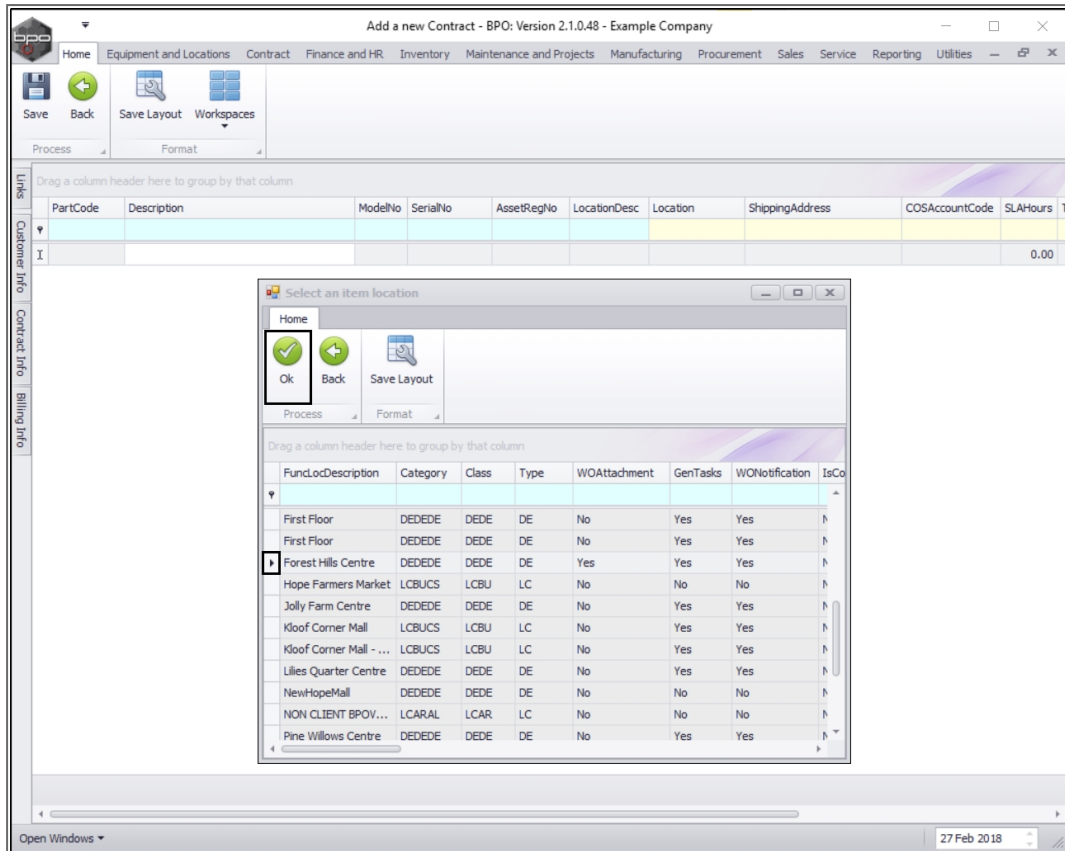 bpo
Add a new Contract - BPO: Version 2.1.0.48 - Example Company
Home Equipment and Locations Contract Finance and HR Inventory Maintenance and Projects Manufacturing Procurement Sales Service Reporting Utilities
Save Back Save Layout Workspaces
Process Format
Links
Customer Info
Contract Info
Billing Info
Drag a column header here to group by that column
PartCode Description ModelNo SerialNo AssetRegNo LocationDesc Location ShippingAddress COSAccountCode SLAHours T
0.00
Select an item location
Home
Ok Back Save Layout
Process Format
Drag a column header here to group by that column
FuncLocDescription Category Class Type WOAttachment GenTasks WONotification IsCo
First Floor DEDEDE DEDE DE No Yes Yes N
First Floor DEDEDE DEDE DE No Yes Yes N
Forest Hills Centre DEDEDE DEDE DE Yes Yes Yes N
Hope Farmers Market LCBUCS LCBU LC No No No N
Jolly Farm Centre DEDEDE DEDE DE No Yes Yes N
Kloof Corner Mall LCBUCS LCBU LC No Yes Yes N
Kloof Corner Mall - ... LCBUCS LCBU LC No Yes Yes N
Lilies Quarter Centre DEDEDE DEDE DE No Yes Yes N
NewHopeMall DEDEDE DEDE DE No No No N
NON CLIENT BPOV... LCARAL LCAR LC No No No N
Pine Willows Centre DEDEDE DEDE DE No Yes Yes N
Open Windows 27 Feb 2018